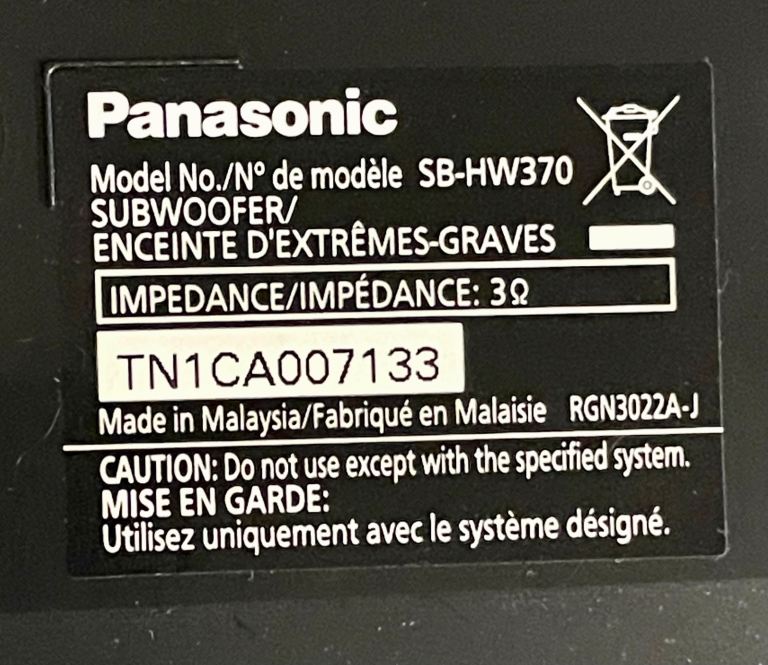 Panasonic
Model No./N° de modèle SB-HW370
SUBWOOFER/
ENCEINTE D'EXTRÊMES-GRAVES
IMPEDANCE/IMPÉDANCE: 3Ω
TN1CA007133
Made in Malaysia/Fabriqué en Malaisie RGN3022A-J
CAUTION: Do not use except with the specified system.
MISE EN GARDE:
Utilisez uniquement avec le système désigné.